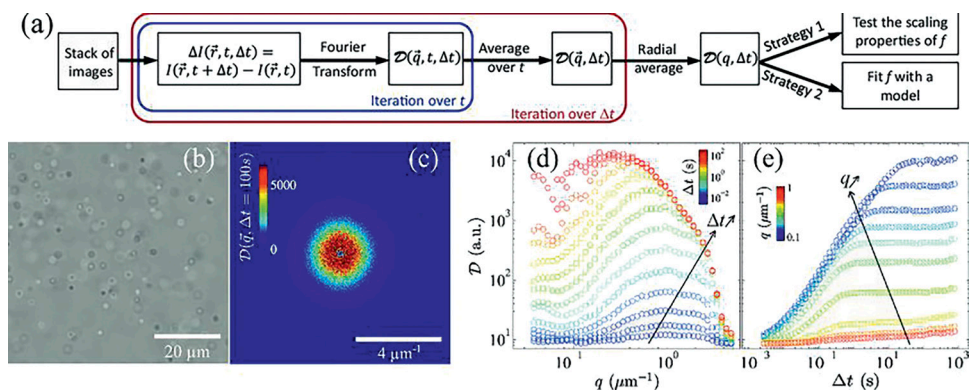 (a)
Stack of
images
ΔI(r⃗, t, Δt) =
I(r⃗, t + Δt) − I(r⃗, t)
Fourier
Transform
𝒟(q⃗, t, Δt)
Iteration over t
Average
over t
𝒟(q⃗, Δt)
Iteration over Δt
Radial
average
𝒟(q, Δt)
Strategy 1
Strategy 2
Test the scaling
properties of f
Fit f with a
model
(b)
20 μm
(c)
𝒟(q⃗, Δt = 100s)
5000
0
4 μm⁻¹
(d)
𝒟 (a.u.)
10⁴
10³
10²
10¹
10⁻¹
10⁰
q (μm⁻¹)
Δt (s)
10²
10⁰
10⁻²
Δt↗
(e)
q (μm⁻¹)
1
0.1
q↗
10⁻³
10⁻¹
10¹
10³
Δt (s)